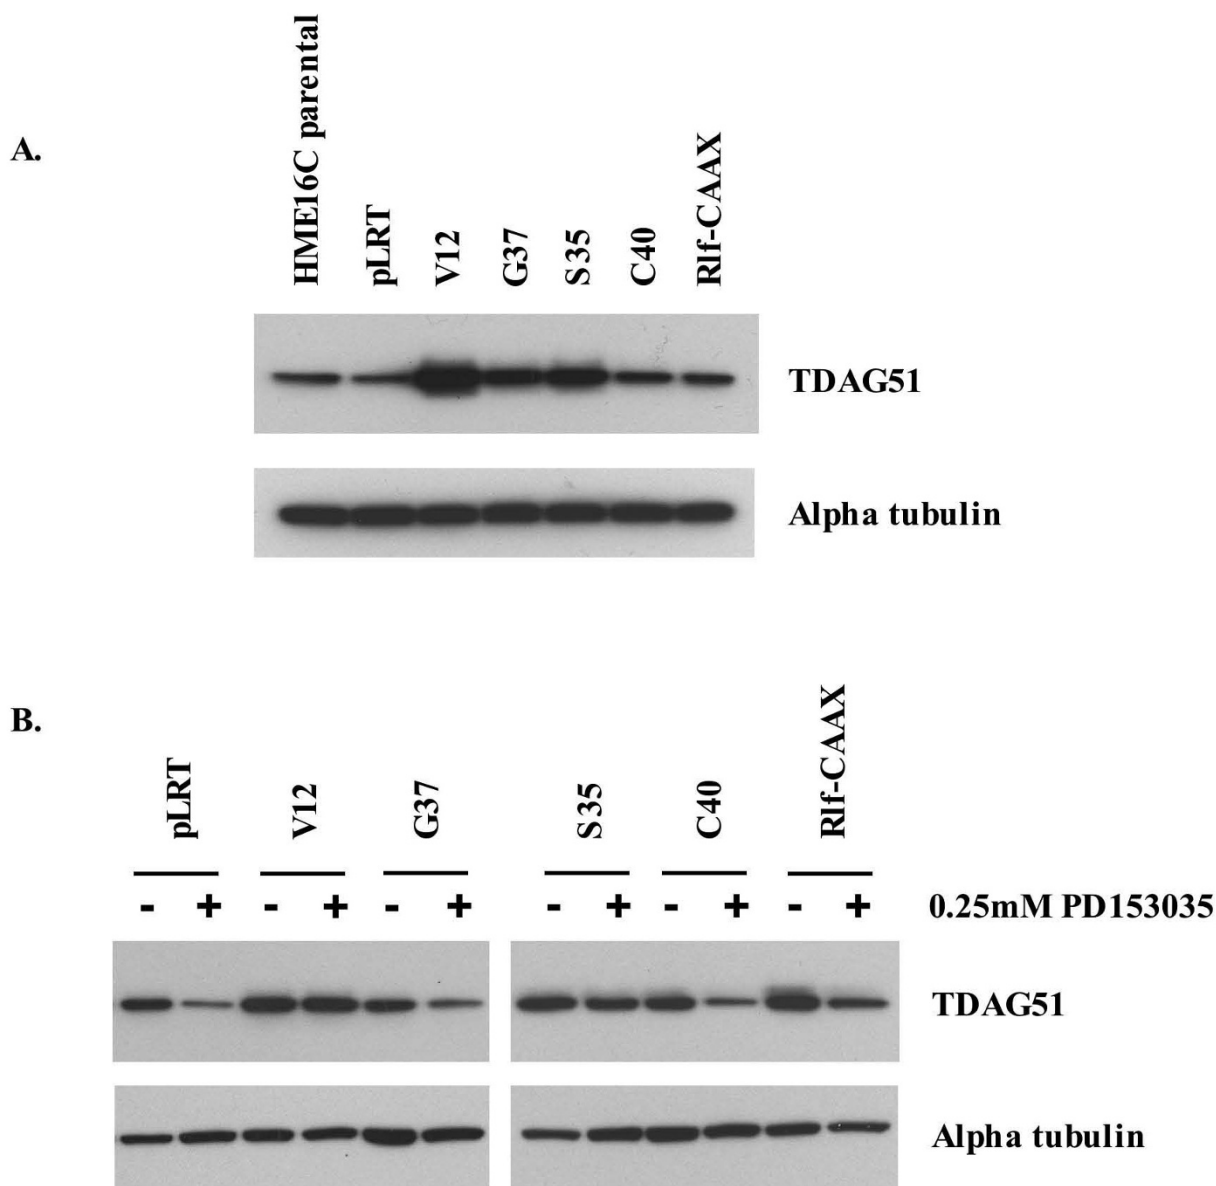 A.
HME16C parental
pLRT
V12
G37
S35
C40
Rlf-CAAX
TDAG51
Alpha tubulin
B.
pLRT
V12
G37
S35
C40
Rlf-CAAX
- + - + - + - + - + - + 0.25mM PD153035
TDAG51
Alpha tubulin